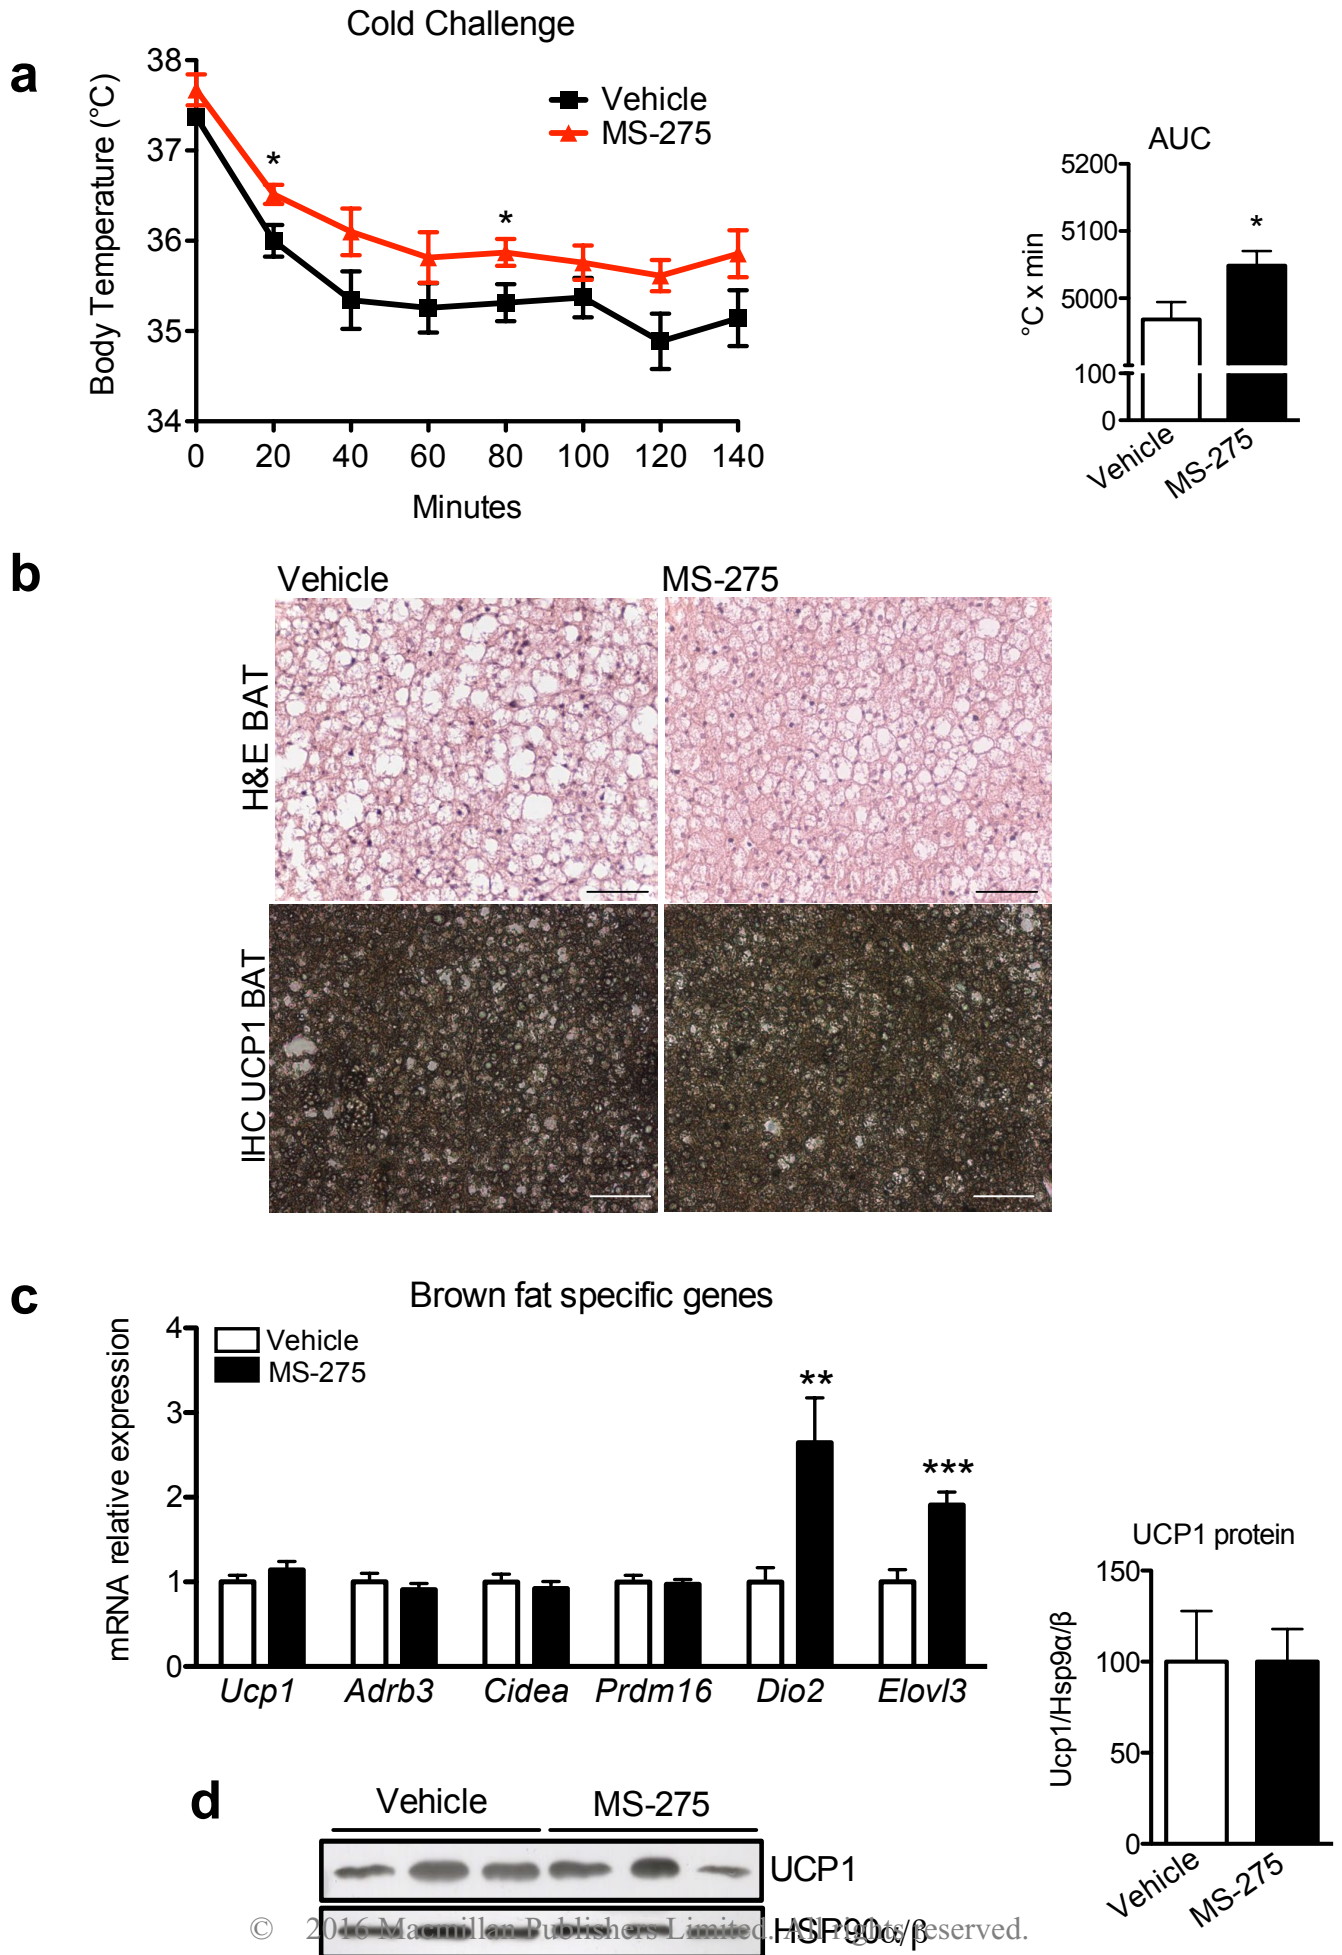 a
Cold Challenge
Body Temperature (°C)
38
37
36
35
34
* *
Vehicle
MS-275
0 20 40 60 80 100 120 140
Minutes
AUC
°C x min
5200
5100
5000
100
0
*
Vehicle
MS-275
b
Vehicle MS-275
H&E BAT
IHC UCP1 BAT
c
Brown fat specific genes
mRNA relative expression
4
3
2
1
0
Vehicle
MS-275
**
***
Ucp1 Adrb3 Cidea Prdm16 Dio2 Elovl3
UCP1 protein
Ucp1/Hsp9α/β
150
100
50
0
Vehicle
MS-275
d
Vehicle MS-275
UCP1
HSP90α/β
© 2016 Macmillan Publishers Limited. All rights reserved.